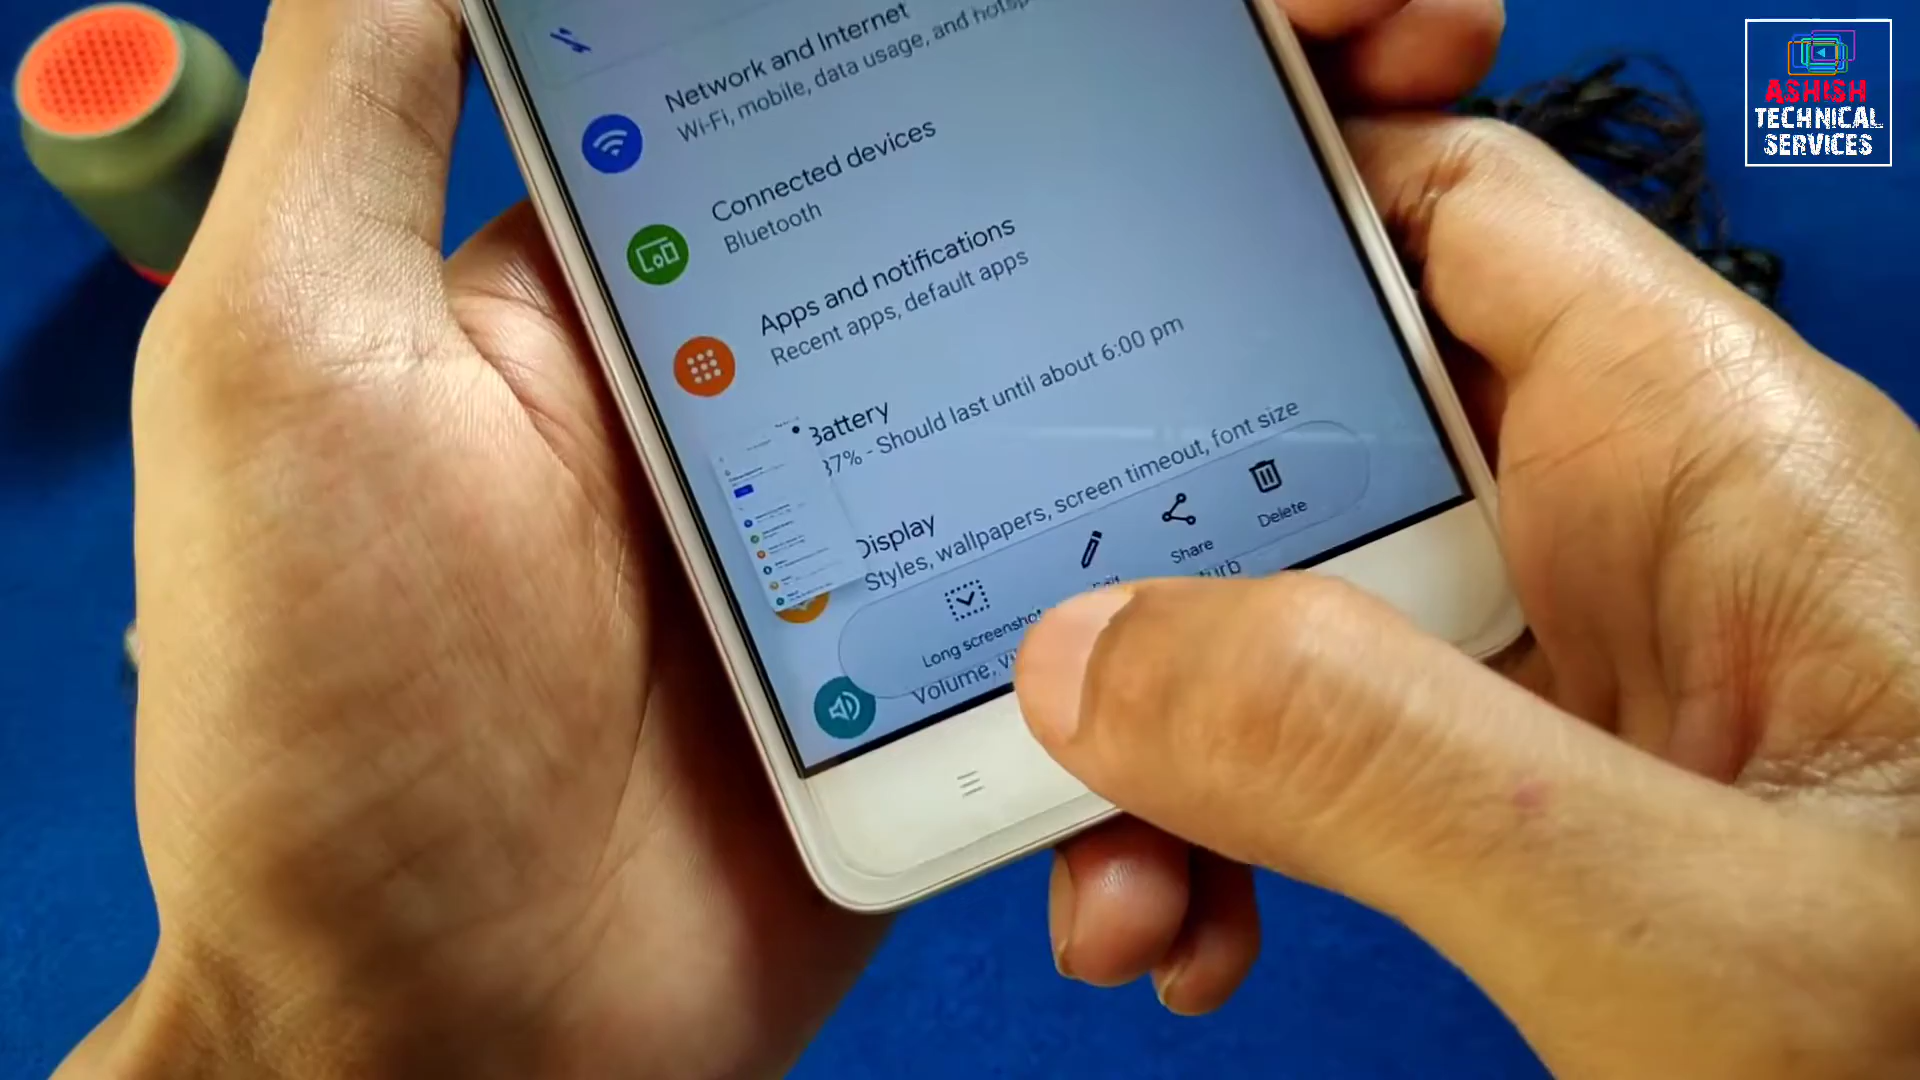 Network and Internet
Wi-Fi, mobile, data usage, and hotsp
Connected devices
Bluetooth
Apps and notifications
Recent apps, default apps
Battery
37% - Should last until about 6:00 pm
Display
Styles, wallpapers, screen timeout, font size
Long screenshot
Share
Delete
Volume,
ASHISH
TECHNICAL
SERVICES